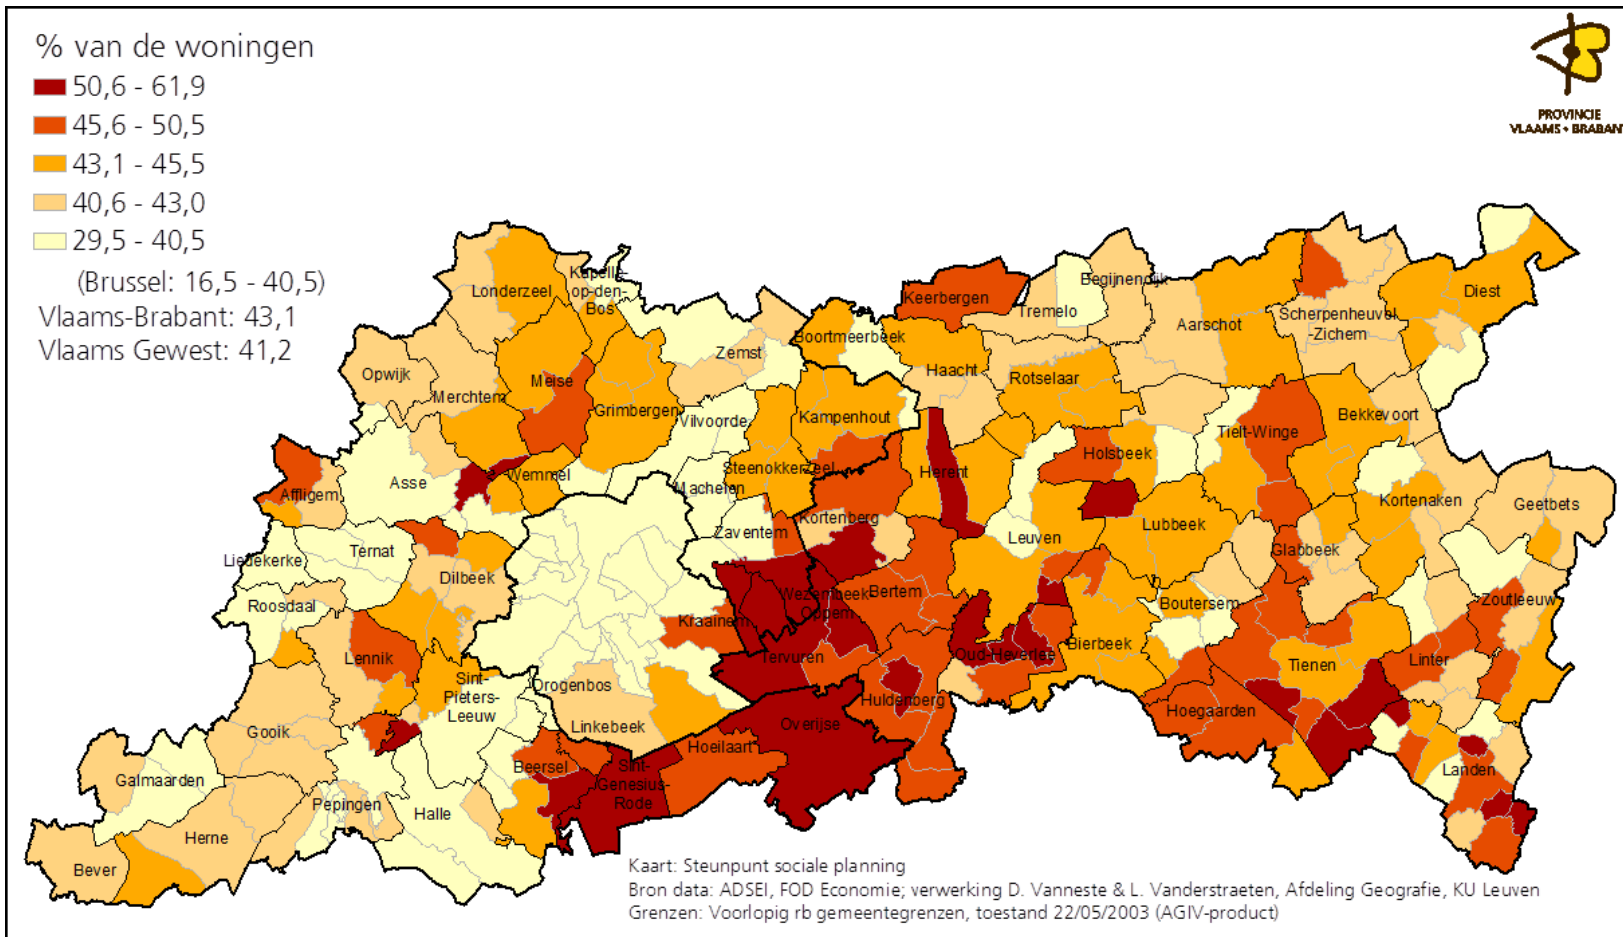 % van de woningen
50,6 - 61,9
45,6 - 50,5
43,1 - 45,5
40,6 - 43,0
29,5 - 40,5
(Brussel: 16,5 - 40,5)
Vlaams-Brabant: 43,1
Vlaams Gewest: 41,2
PROVINCIE
VLAAMS • BRABANT
Kapelle-
op-den-
Bos
Londerzeel
Keerbergen
Begijnendijk
Tremelo
Diest
Scherpenheuvel
-Zichem
Aarschot
Boortmeerbeek
Zemst
Haacht
Rotselaar
Opwijk
Meise
Merchtem
Grimbergen
Vilvoorde
Kampenhout
Bekkevoort
Tielt-Winge
Holsbeek
Steenokkerzeel
Herent
Wemmel
Asse
Machelen
Affligem
Kortenaken
Geetbets
Kortenberg
Lubbeek
Zaventem
Leuven
Glabbeek
Ternat
Liedekerke
Dilbeek
Bertem
Wezembeek-
Oppem
Boutersem
Zoutleeuw
Roosdaal
Kraainem
Bierbeek
Oud-Heverlee
Tervuren
Lennik
Tienen
Linter
Sint-
Pieters-
Leeuw
Drogenbos
Huldenberg
Hoegaarden
Linkebeek
Overijse
Gooik
Hoeilaart
Beersel
Sint-
Genesius-
Rode
Landen
Galmaarden
Pepingen
Halle
Herne
Bever
Kaart: Steunpunt sociale planning
Bron data: ADSEI, FOD Economie; verwerking D. Vanneste & L. Vanderstraeten, Afdeling Geografie, KU Leuven
Grenzen: Voorlopig rb gemeentegrenzen, toestand 22/05/2003 (AGIV-product)